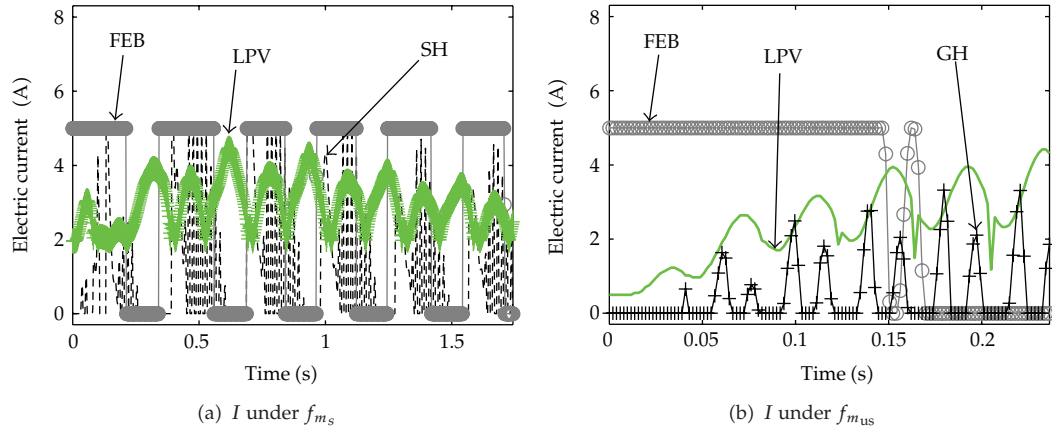 8
6
4
2
0
Electric current (A)
FEB
LPV
SH
0
0.5
1
1.5
Time (s)
(a) I under f_{m_s}
8
6
4
2
0
Electric current (A)
FEB
LPV
GH
0
0.05
0.1
0.15
0.2
Time (s)
(b) I under f_{m_{us}}